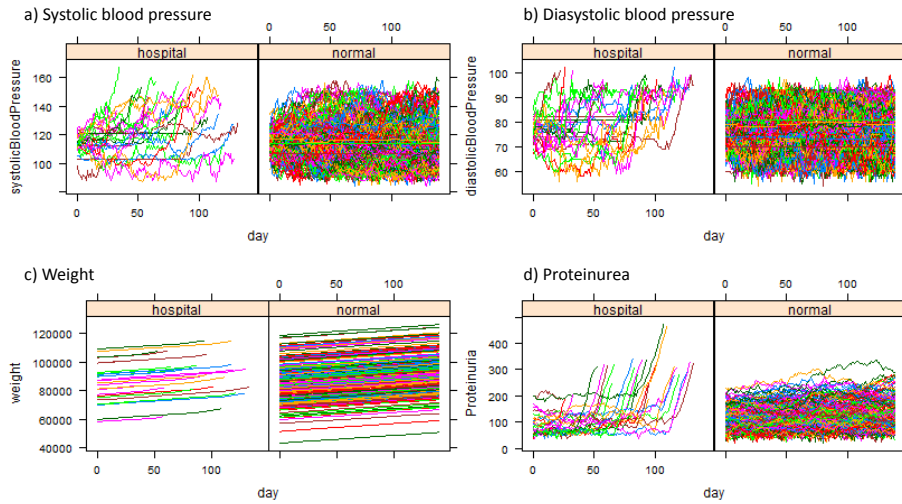 a) Systolic blood pressure
0 50 100
hospital normal
systolicBloodPressure
160
140
120
100
0 50 100
day
b) Diasystolic blood pressure
0 50 100
hospital normal
diastolicBloodPressure
100
90
80
70
60
0 50 100
day
c) Weight
0 50 100
hospital normal
weight
120000
100000
80000
60000
40000
0 50 100
day
d) Proteinurea
0 50 100
hospital normal
Proteinuria
400
300
200
100
0
0 50 100
day